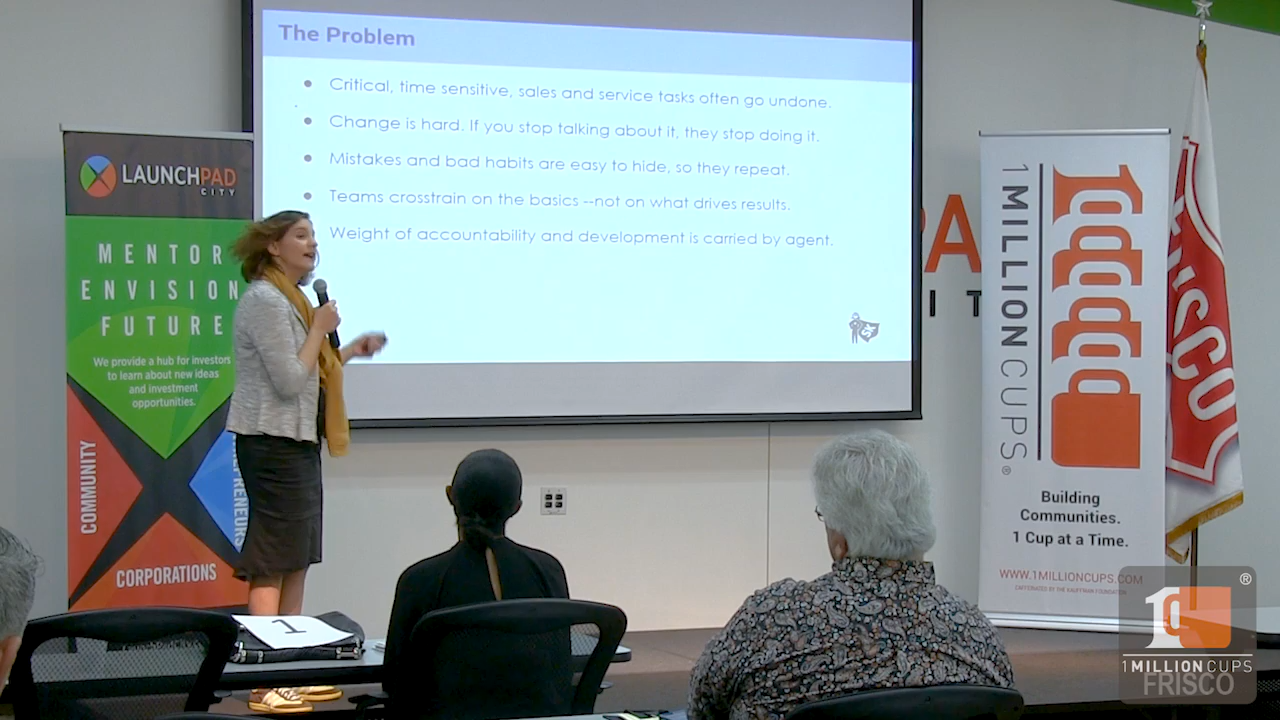 The Problem
Critical, time sensitive, sales and service tasks often go undone.
Change is hard. If you stop talking about it, they stop doing it.
Mistakes and bad habits are easy to hide, so they repeat.
Teams crosstrain on the basics --not on what drives results.
Weight of accountability and development is carried by agent.
LAUNCHPAD
CITY
MENTOR
ENVISION
FUTURE
We provide a hub for investors
to learn about new ideas
and investment
opportunities.
COMMUNITY
CORPORATIONS
1
1 MILLION CUPS®
Building
Communities.
1 Cup at a Time.
WWW.1MILLIONCUPS.COM
1 MILLION CUPS
FRISCO
®